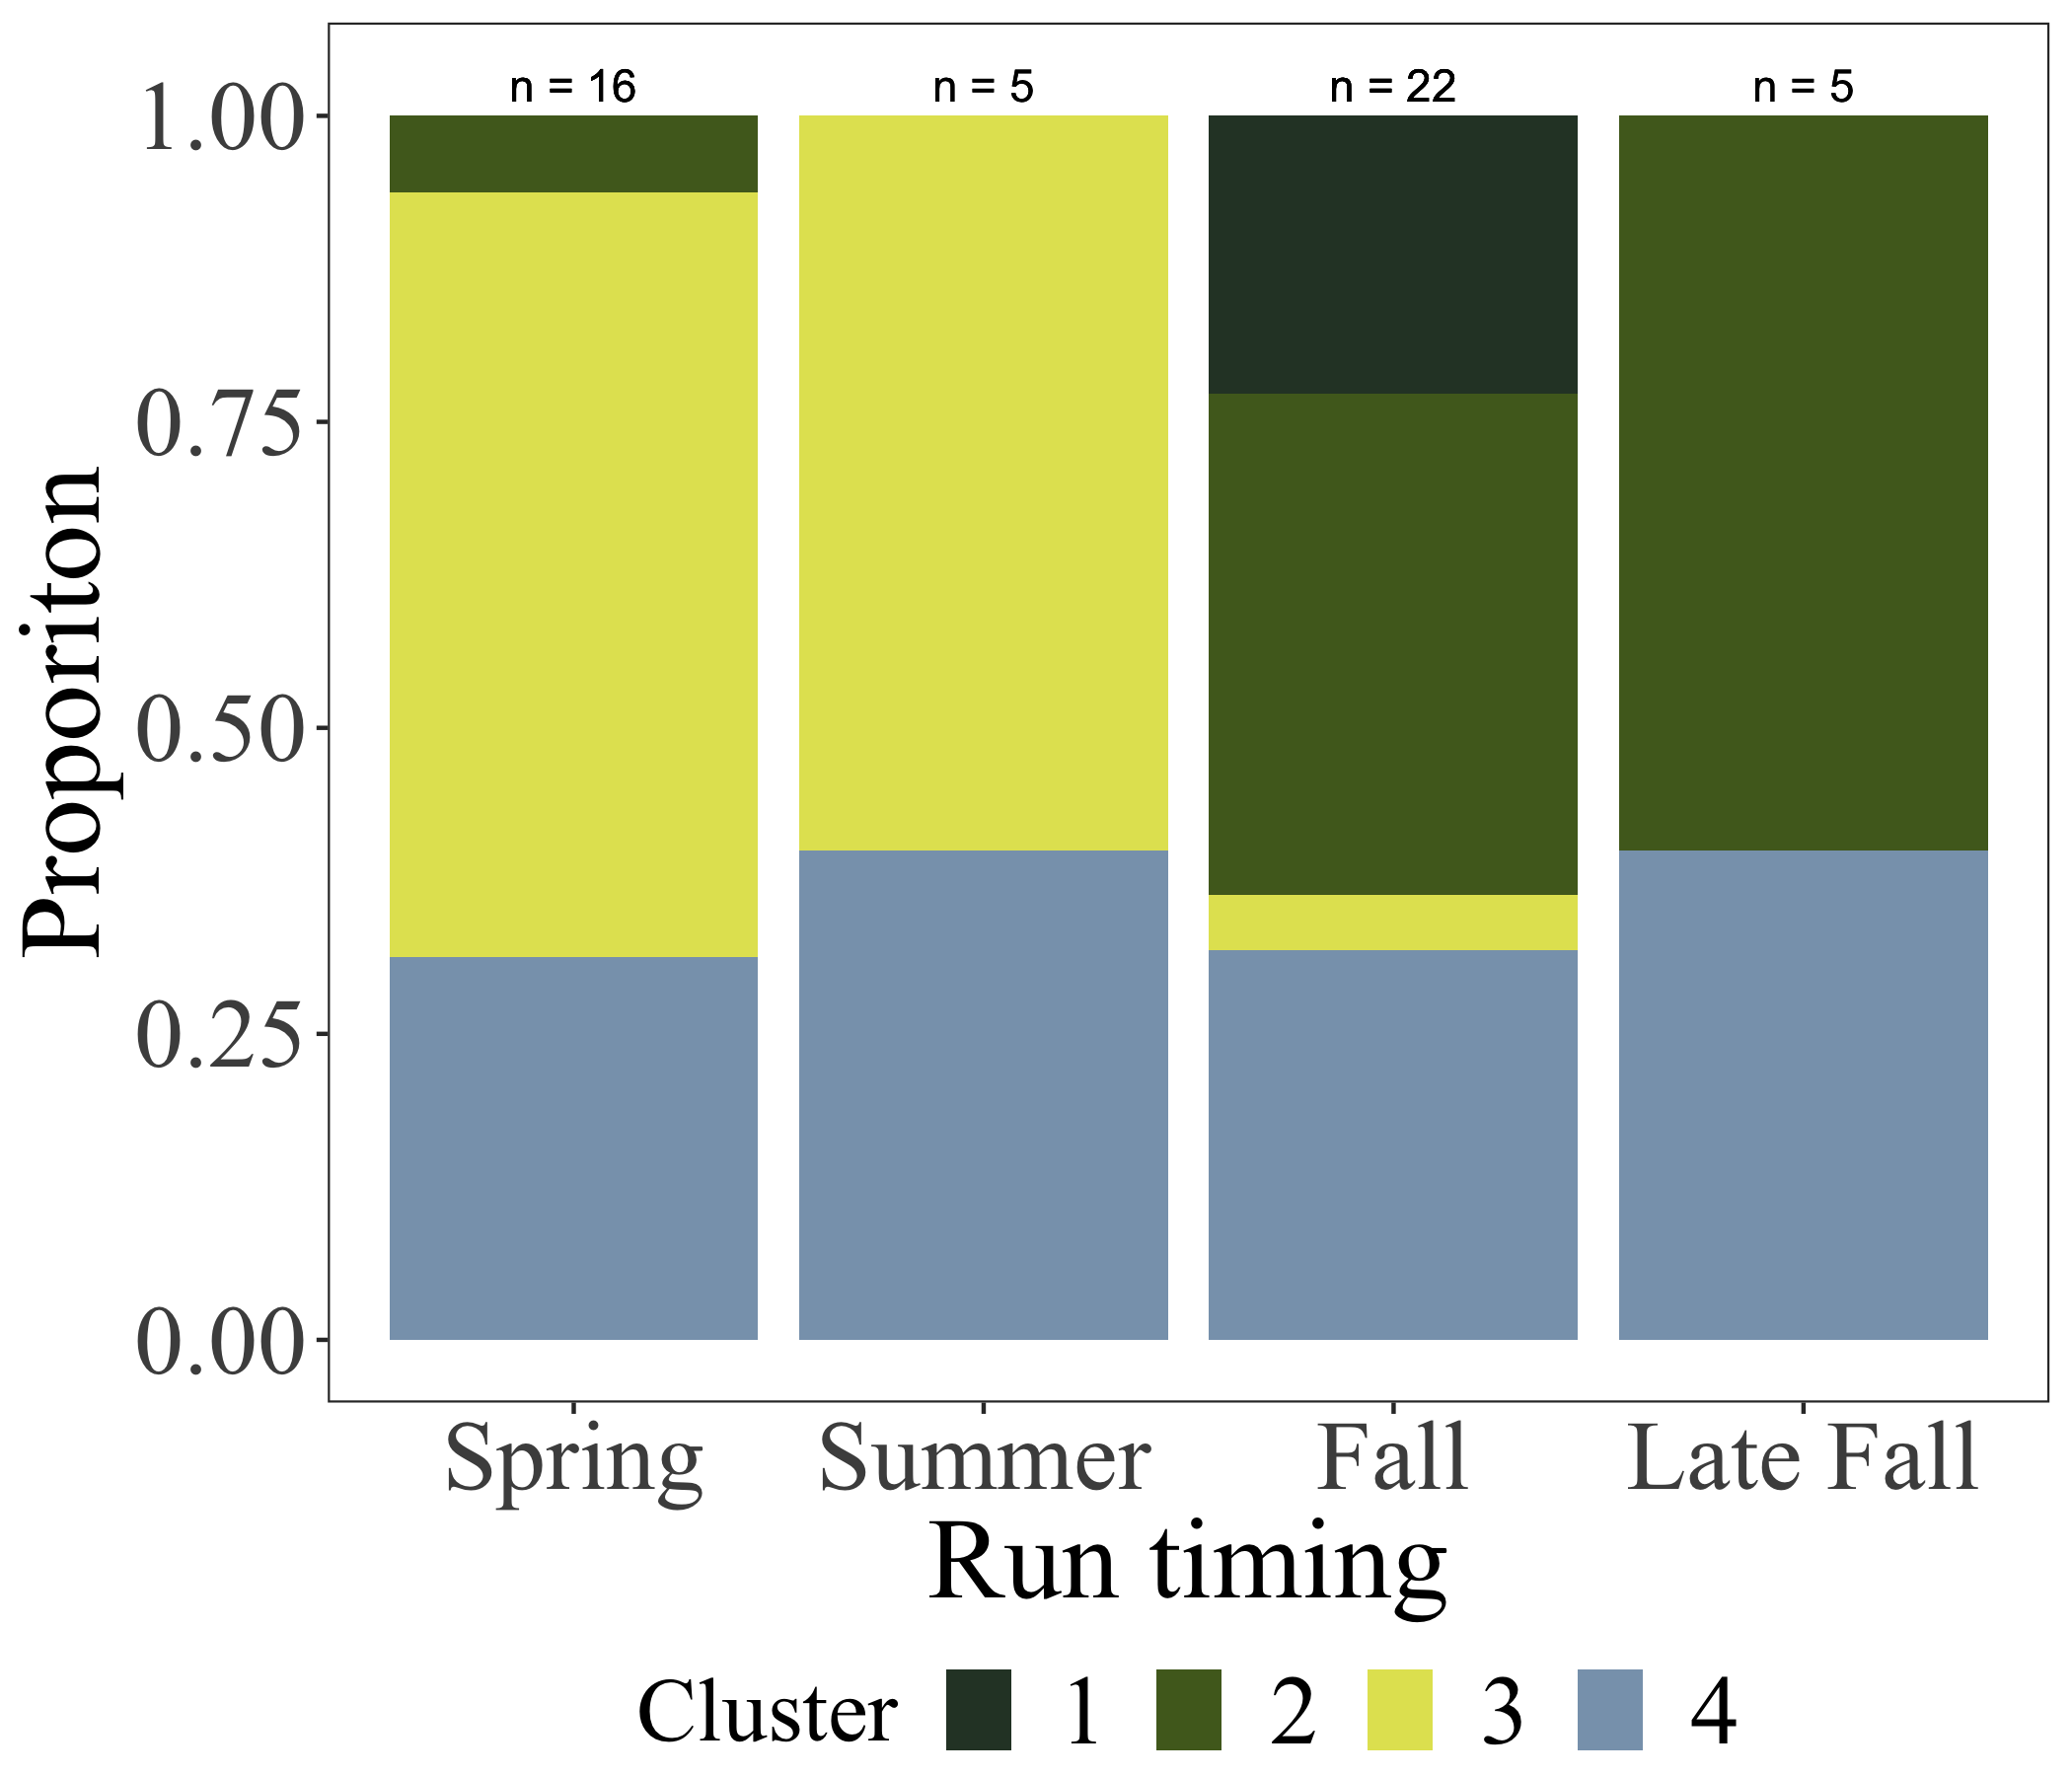 n = 16 n = 5 n = 22 n = 5
1.00
0.75
0.50
0.25
0.00
Proporiton
Spring Summer Fall Late Fall
Run timing
Cluster 1 2 3 4